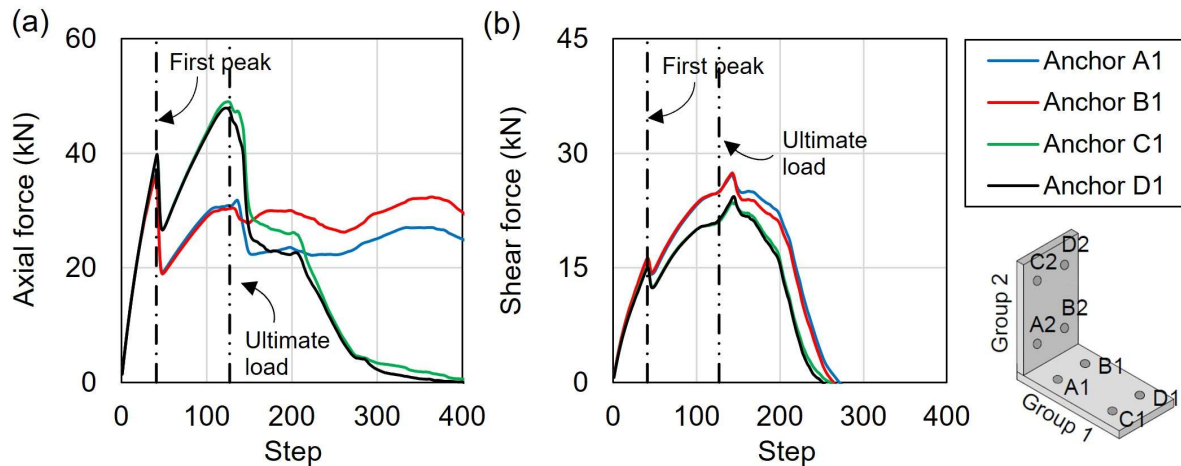 (a)
60
40
20
0
Axial force (kN)
0 100 200 300 400
Step
First peak
Ultimate
load
(b)
45
30
15
0
Shear force (kN)
0 100 200 300 400
Step
First peak
Ultimate
load
Anchor A1
Anchor B1
Anchor C1
Anchor D1
D2
C2
B2
A2
Group 2
B1
A1
D1
C1
Group 1